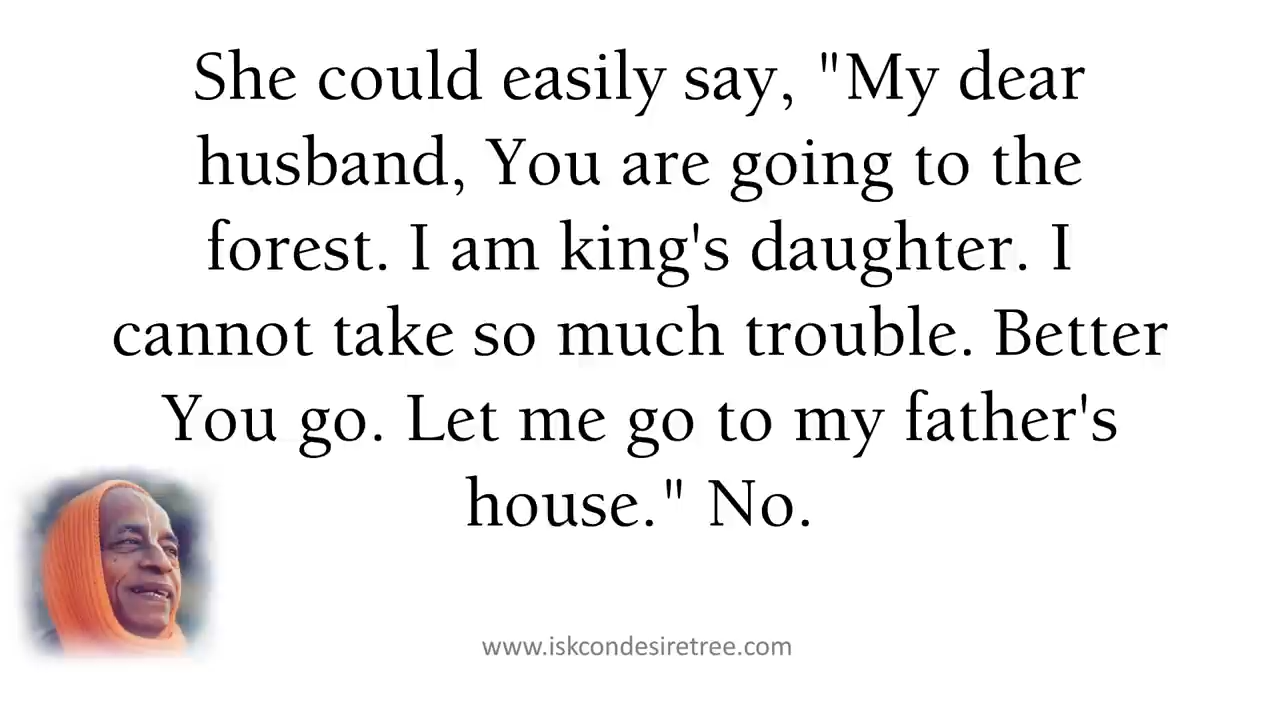 She could easily say, "My dear
husband, You are going to the
forest. I am king's daughter. I
cannot take so much trouble. Better
You go. Let me go to my father's
house." No.
www.iskcondesiretree.com